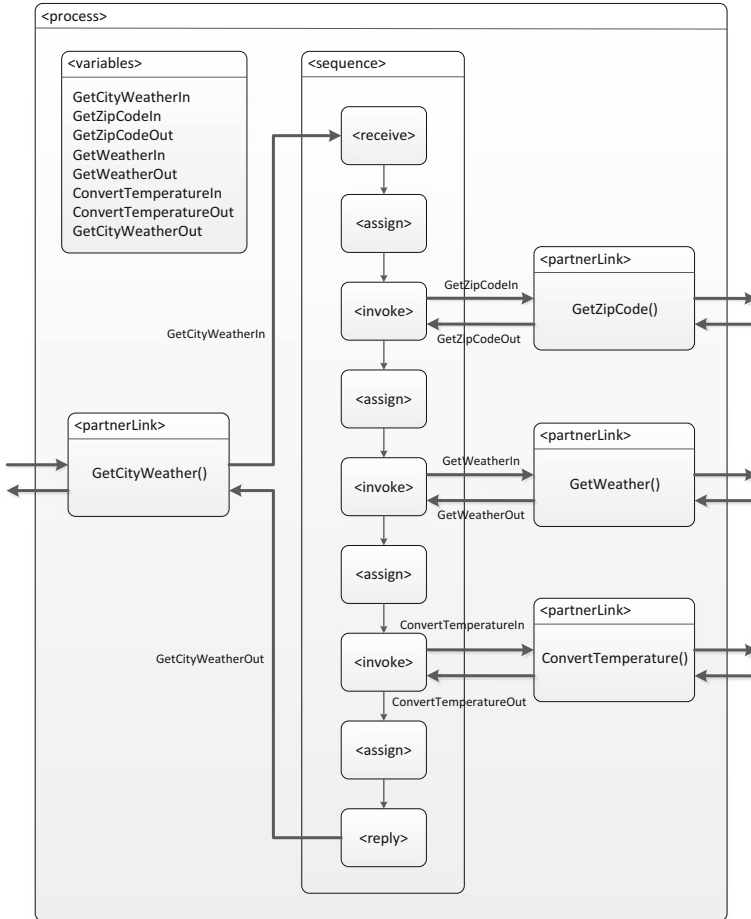 <process>
<variables>
GetCityWeatherIn
GetZipCodeIn
GetZipCodeOut
GetWeatherIn
GetWeatherOut
ConvertTemperatureIn
ConvertTemperatureOut
GetCityWeatherOut
<sequence>
<receive>
<assign>
<invoke>
GetZipCodeIn
GetZipCodeOut
<partnerLink>
GetZipCode()
GetCityWeatherIn
<assign>
<partnerLink>
GetCityWeather()
<invoke>
GetWeatherIn
GetWeatherOut
<partnerLink>
GetWeather()
<assign>
<invoke>
ConvertTemperatureIn
ConvertTemperatureOut
<partnerLink>
ConvertTemperature()
GetCityWeatherOut
<assign>
<reply>